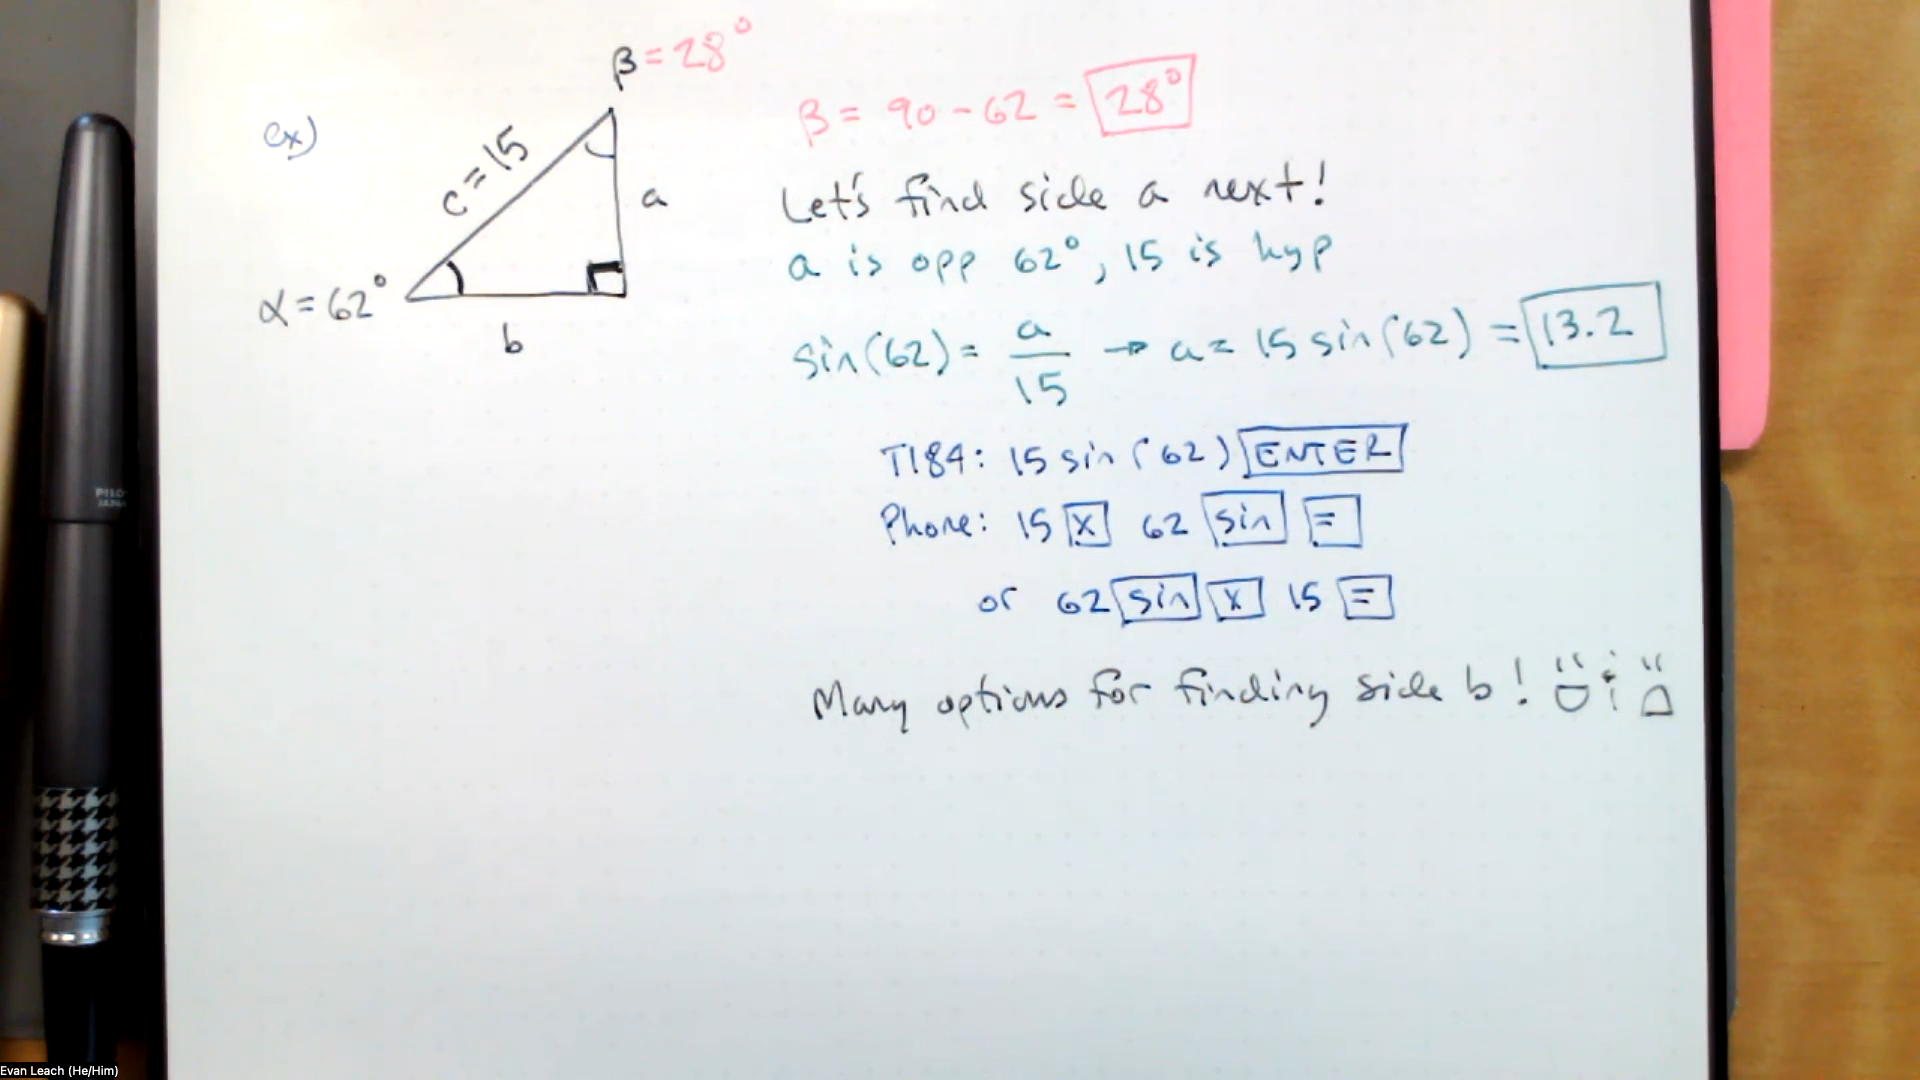 β = 28°
ex)
c = 15
a
α = 62°
b
β = 90 - 62 = 28°
Let's find side a next!
a is opp 62°, 15 is hyp
sin(62) = a/15 → a = 15 sin(62) = 13.2
TI84: 15 sin(62) ENTER
Phone: 15 x 62 sin =
or 62 sin x 15 =
Many options for finding side b!
PILOT
JAPAN
Evan Leach (He/Him)